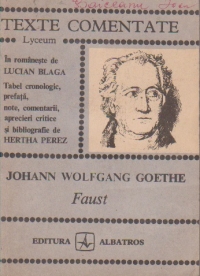 TEXTE COMENTATE
Lyceum
În românește de
LUCIAN BLAGA
Tabel cronologic,
prefață,
note, comentarii,
aprecieri critice
și bibliografie de
HERTHA PEREZ
JOHANN WOLFGANG GOETHE
Faust
EDITURA
ALBATROS